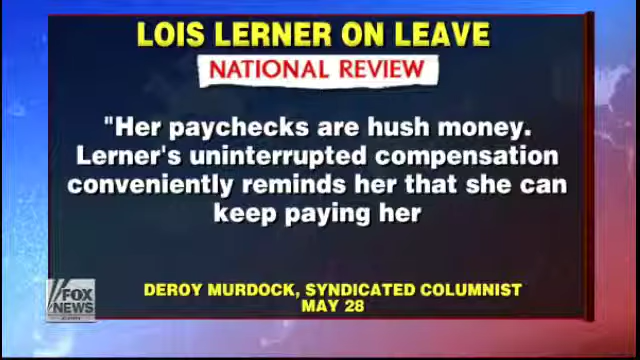 LOIS LERNER ON LEAVE
NATIONAL REVIEW
"Her paychecks are hush money.
Lerner's uninterrupted compensation
conveniently reminds her that she can
keep paying her
DEROY MURDOCK, SYNDICATED COLUMNIST
MAY 28
FOX
NEWS